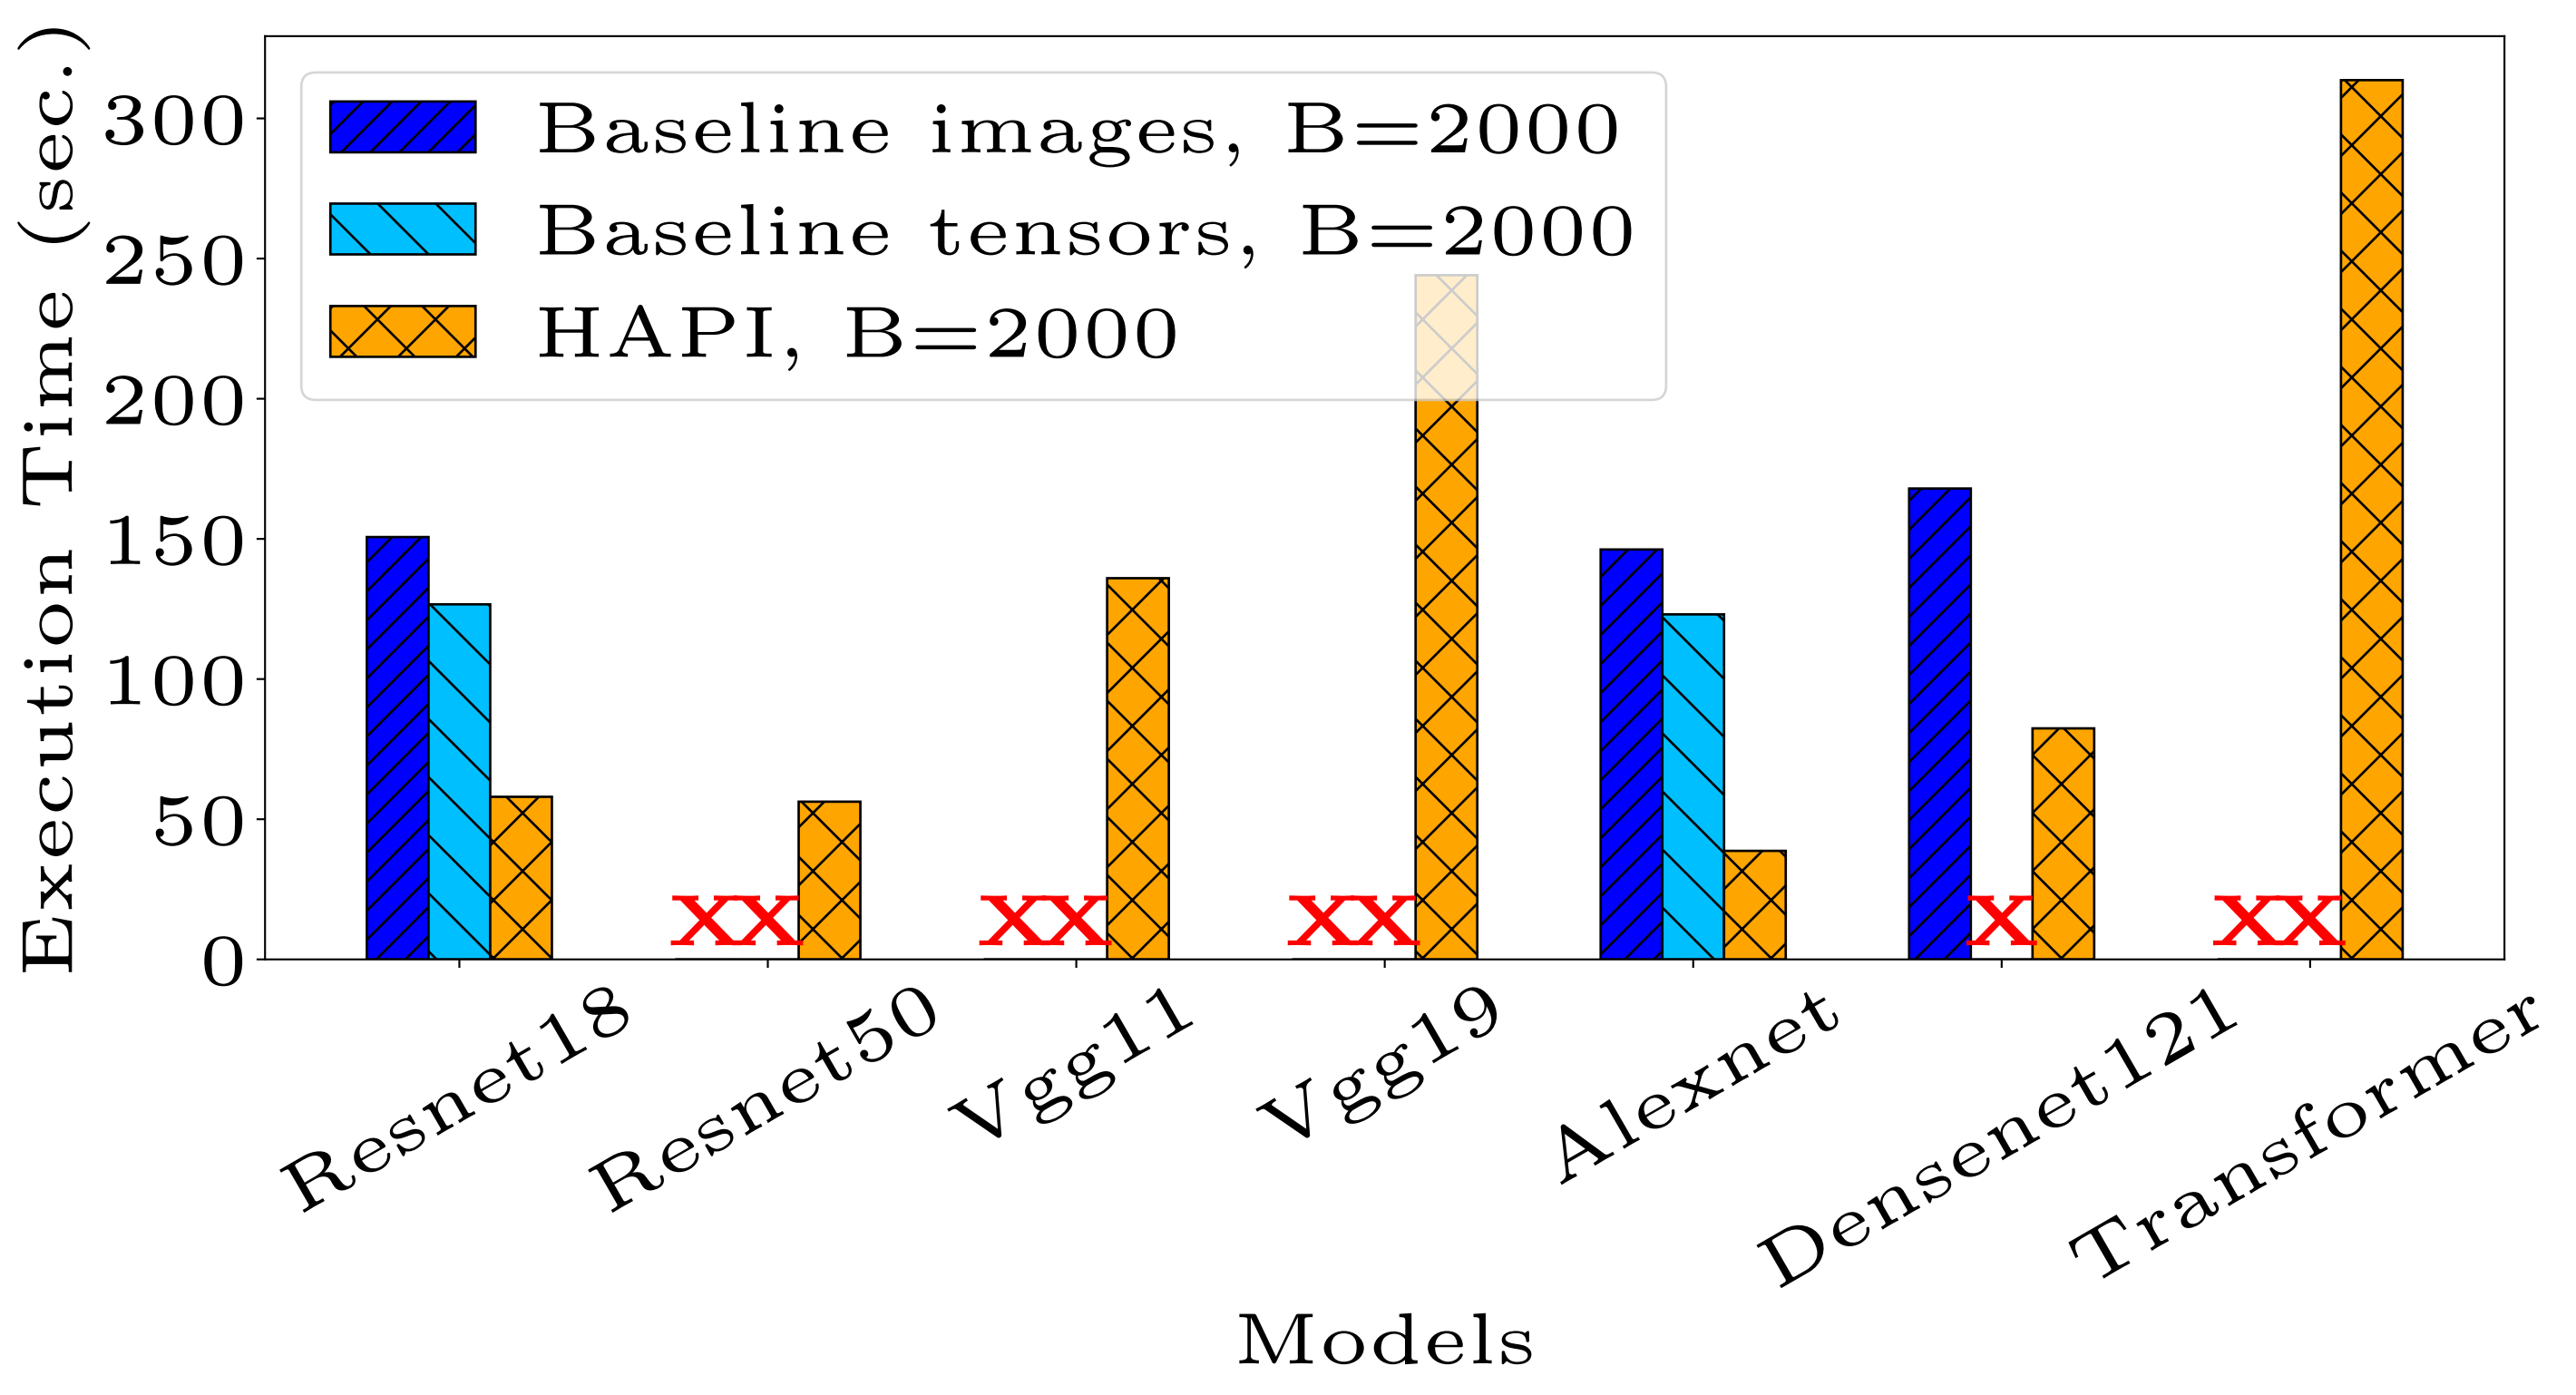 Execution Time (sec.)
300
250
200
150
100
50
0
Baseline images, B=2000
Baseline tensors, B=2000
HAPI, B=2000
XX
XX
XX
X
XX
Resnet18
Resnet50
Vgg11
Vgg19
Alexnet
Densenet121
Transformer
Models